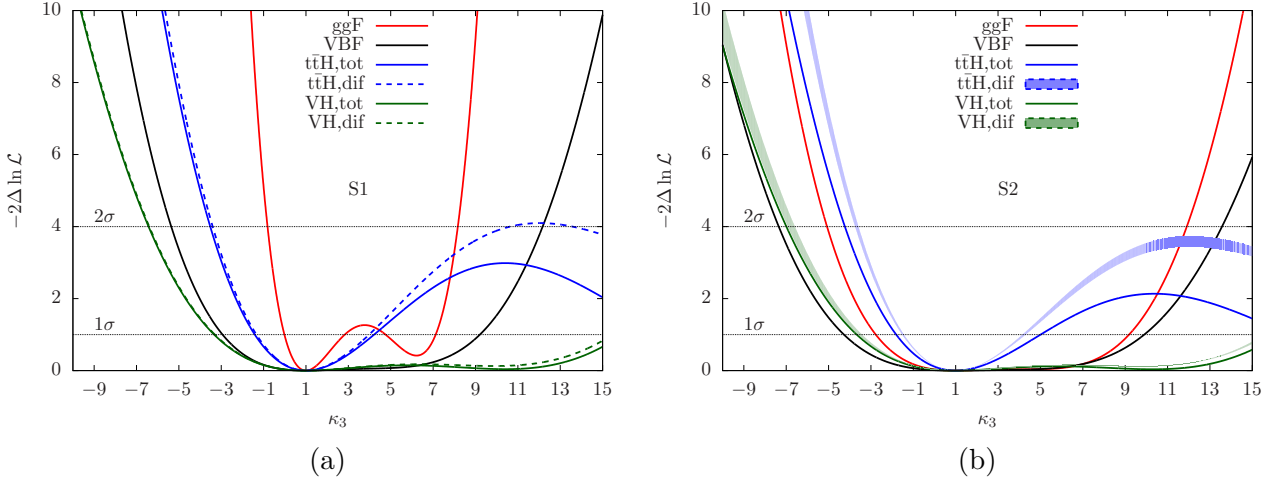 10
8
6
4
2
0
−2Δ ln ℒ
−9 −7 −5 −3 −1 1 3 5 7 9 11 13 15
κ₃
ggF
VBF
tt̄H,tot
tt̄H,dif
VH,tot
VH,dif
S1
2σ
1σ
(a)
10
8
6
4
2
0
−2Δ ln ℒ
−9 −7 −5 −3 −1 1 3 5 7 9 11 13 15
κ₃
ggF
VBF
tt̄H,tot
tt̄H,dif
VH,tot
VH,dif
S2
2σ
1σ
(b)